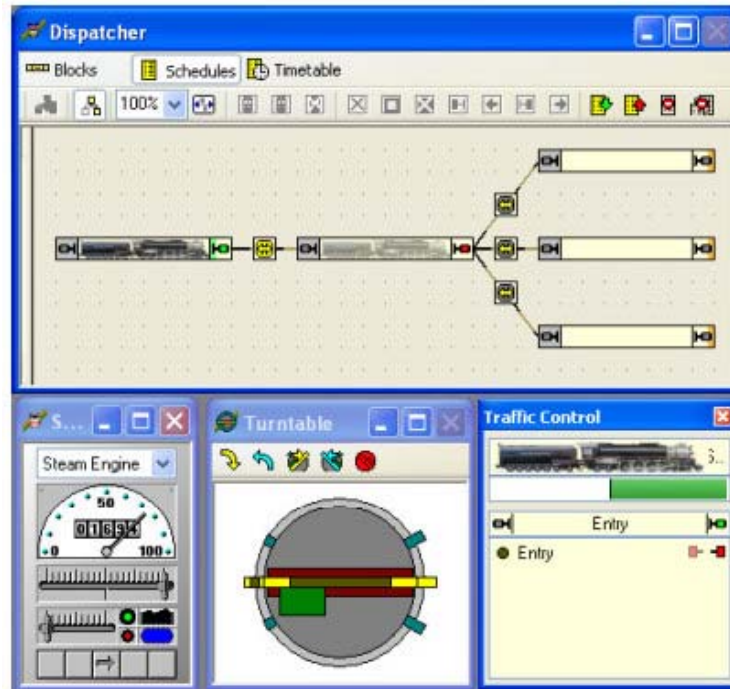 Dispatcher
Blocks Schedules Timetable
100%
S... Turntable Traffic Control
Steam Engine
S..
50
01694
0 100
Entry
Entry